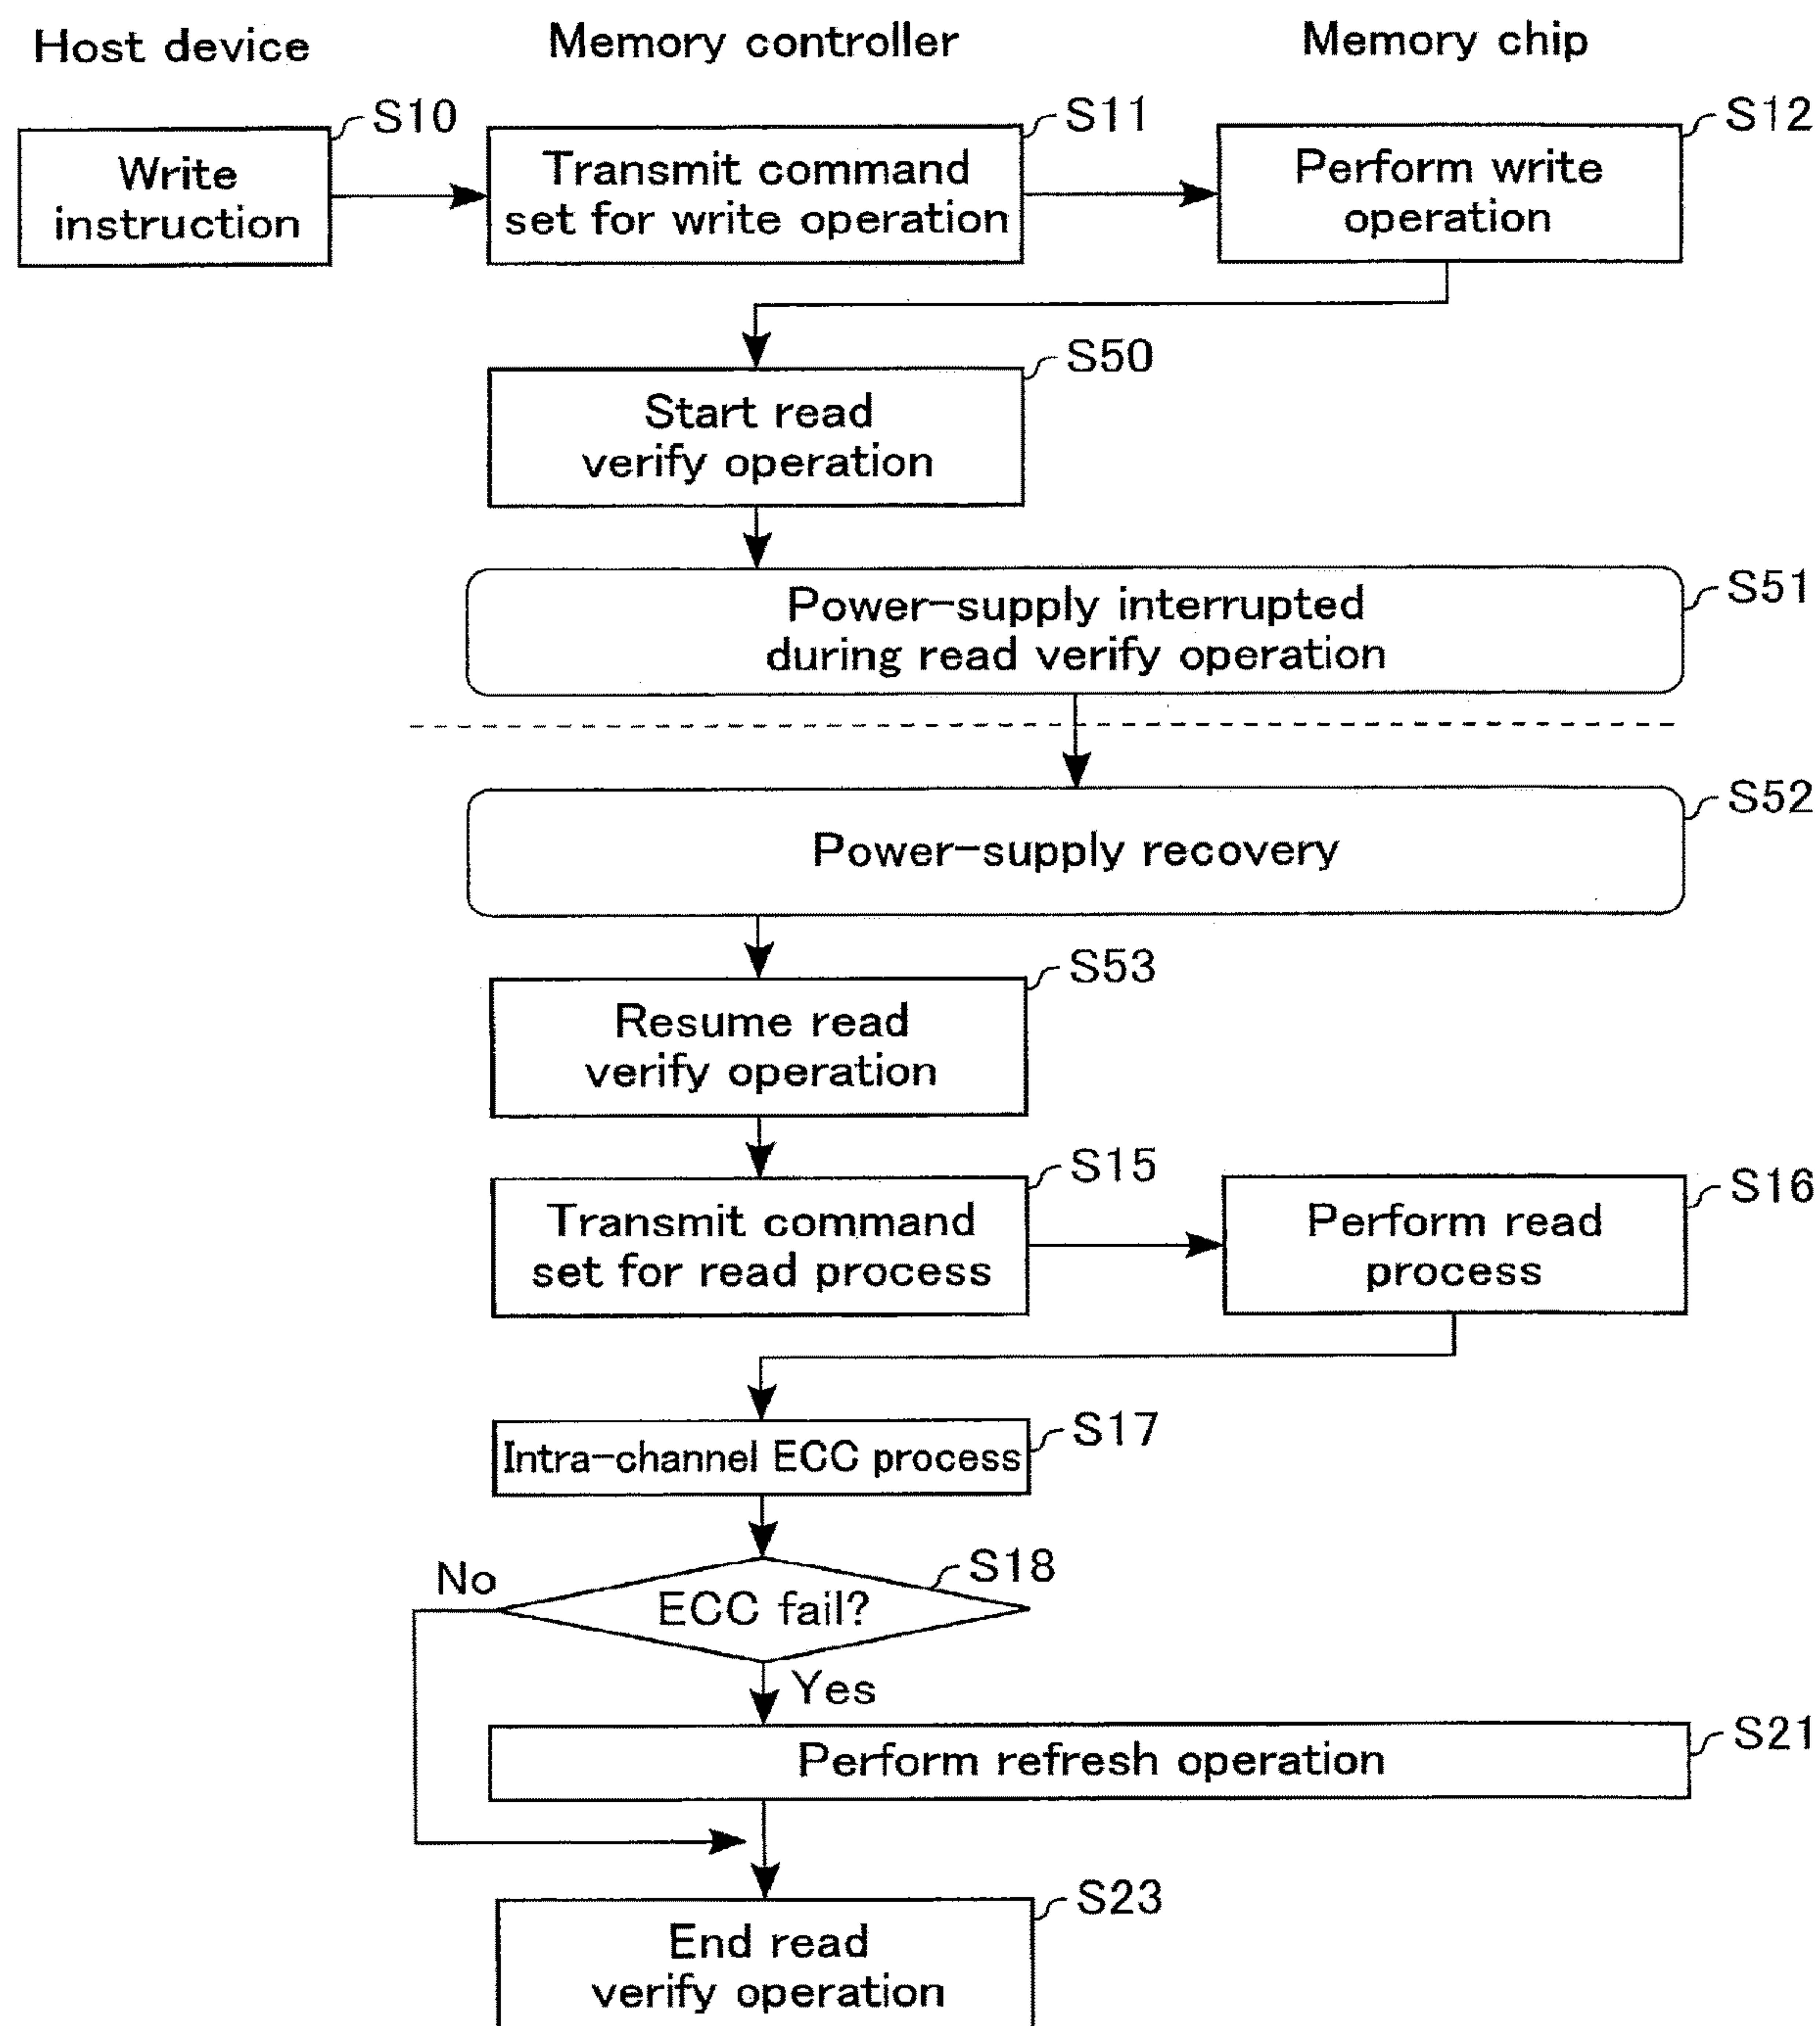 Host device
Memory controller
Memory chip
S10
S11
S12
Write
instruction
Transmit command
set for write operation
Perform write
operation
S50
Start read
verify operation
S51
Power-supply interrupted
during read verify operation
S52
Power-supply recovery
S53
Resume read
verify operation
S15
S16
Transmit command
set for read process
Perform read
process
S17
Intra-channel ECC process
S18
No
ECC fail?
Yes
S21
Perform refresh operation
S23
End read
verify operation